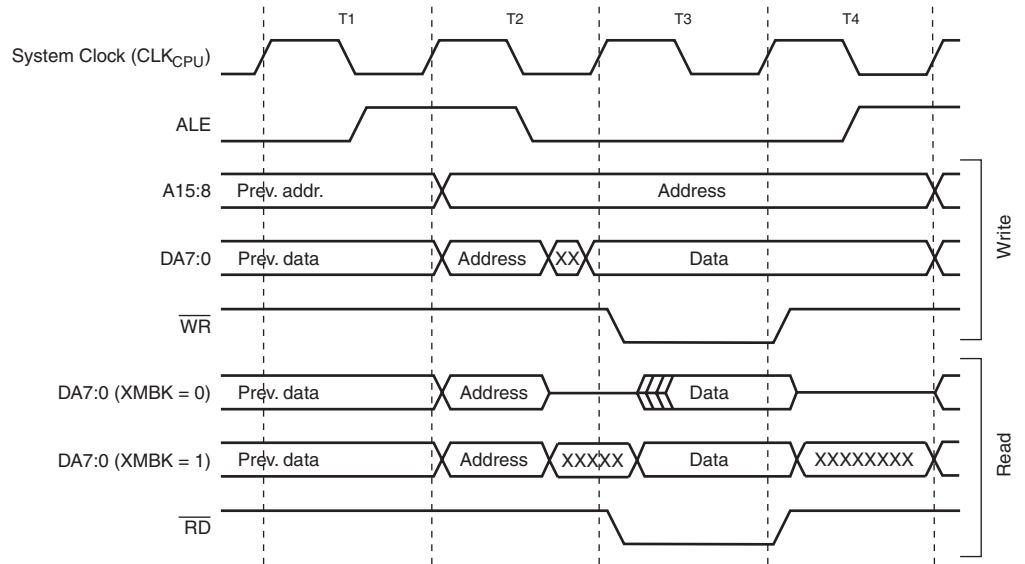 T1 T2 T3 T4
System Clock (CLKCPU)
ALE
A15:8 Prev. addr. Address
DA7:0 Prev. data Address XX Data
WR
Write
DA7:0 (XMBK = 0) Prev. data Address Data
DA7:0 (XMBK = 1) Prev. data Address XXXXX Data XXXXXXXX
RD
Read